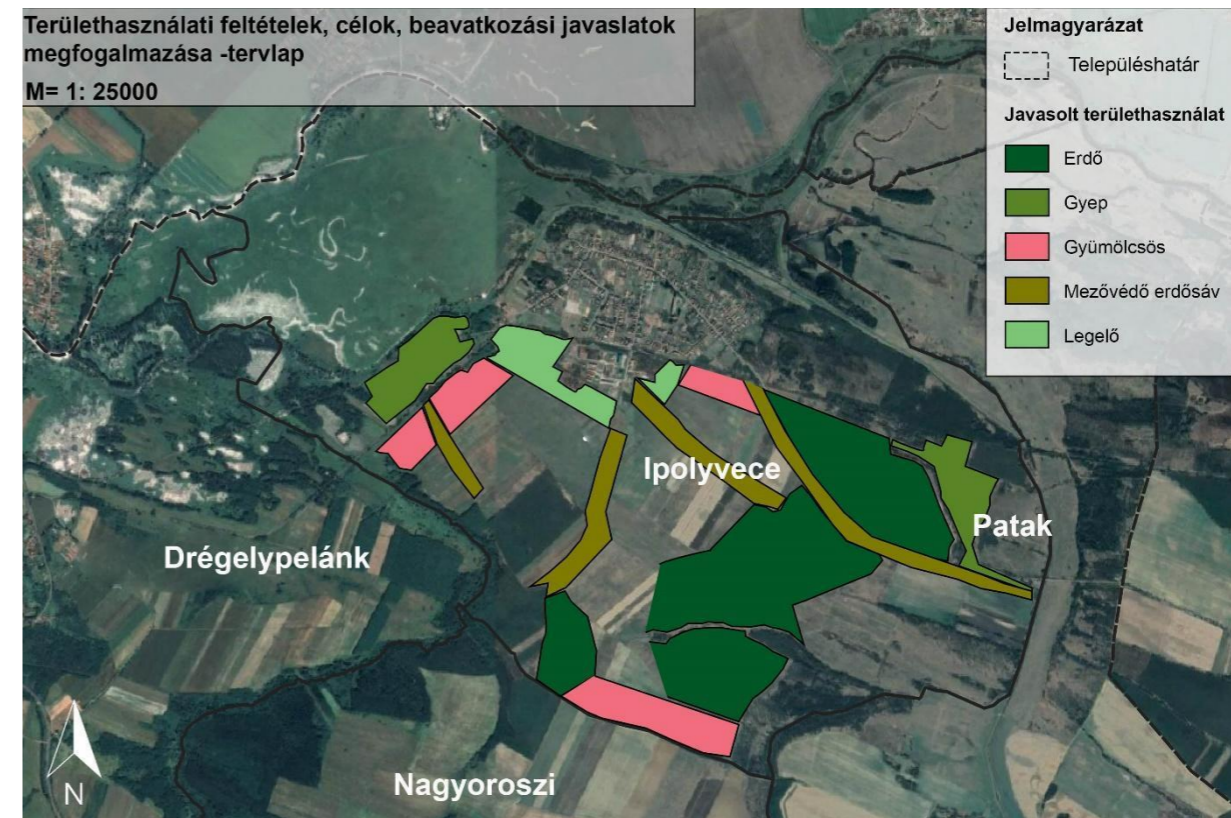 Területhasználati feltételek, célok, beavatkozási javaslatok
megfogalmazása -tervlap
M= 1: 25000
Jelmagyarázat
Településhatár
Javasolt területhasználat
Erdő
Gyep
Gyümölcsös
Mezővédő erdősáv
Legelő
Ipolyvece
Patak
Drégelypelánk
Nagyoroszi
N